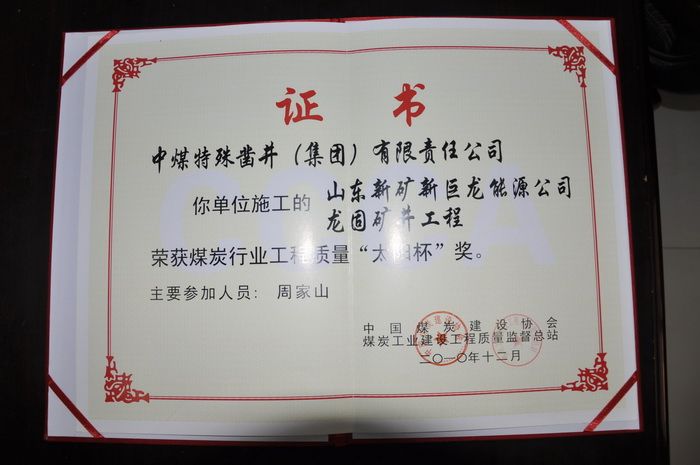 证书
中煤特殊凿井（集团）有限责任公司
你单位施工的 山东新矿新巨龙能源公司
龙固矿井工程
荣获煤炭行业工程质量“太阳杯”奖。
主要参加人员：周家山
中国煤炭建设协会
煤炭工业建设工程质量监督总站
二〇一〇年十二月